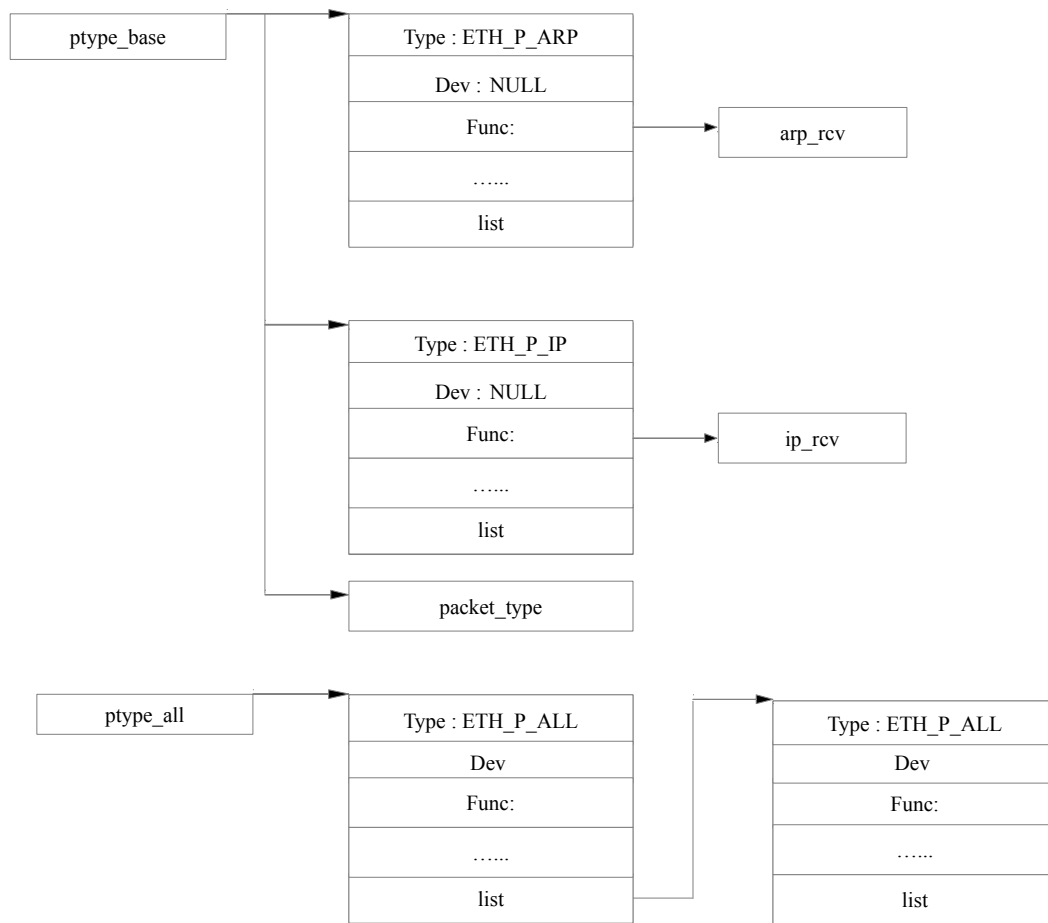 ptype_base
Type : ETH_P_ARP
Dev : NULL
Func:
…...
list
arp_rcv
Type : ETH_P_IP
Dev : NULL
Func:
…...
list
ip_rcv
packet_type
ptype_all
Type : ETH_P_ALL
Dev
Func:
…...
list
Type : ETH_P_ALL
Dev
Func:
…...
list